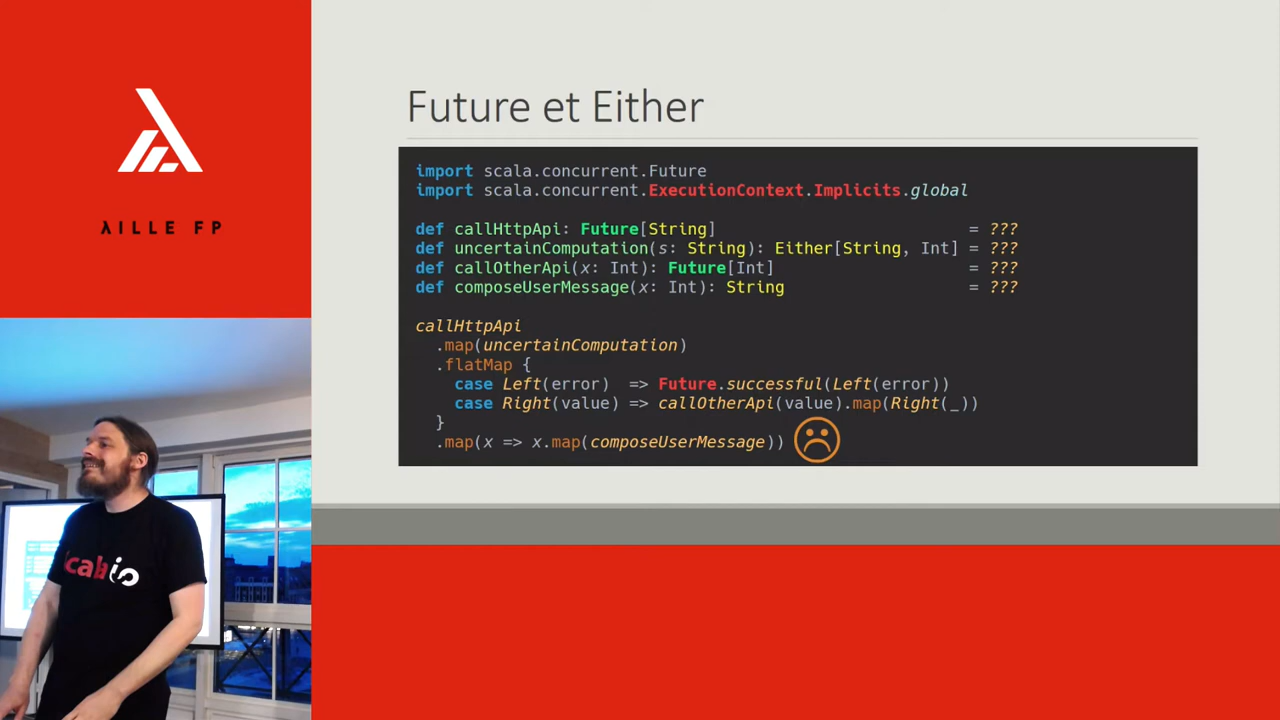 λILLE FP
Future et Either
import scala.concurrent.Future
import scala.concurrent.ExecutionContext.Implicits.global
def callHttpApi: Future[String] = ???
def uncertainComputation(s: String): Either[String, Int] = ???
def callOtherApi(x: Int): Future[Int] = ???
def composeUserMessage(x: Int): String = ???
callHttpApi
.map(uncertainComputation)
.flatMap {
case Left(error) => Future.successful(Left(error))
case Right(value) => callOtherApi(value).map(Right(_))
}
.map(x => x.map(composeUserMessage))
scala.io